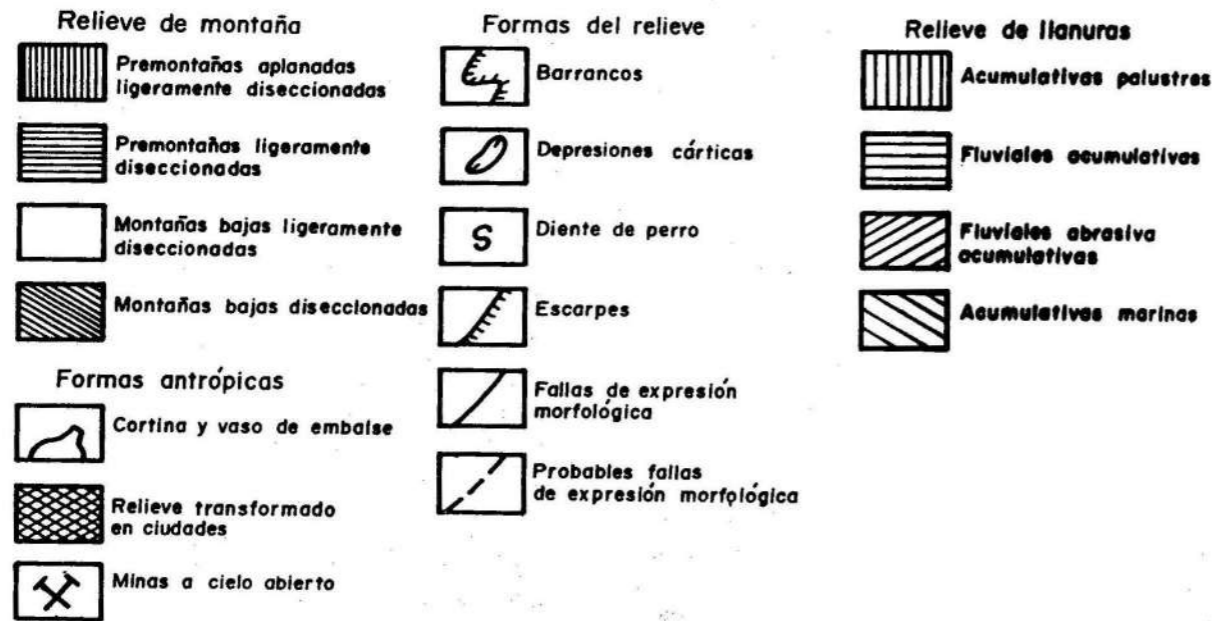 Relieve de montaña
Premontañas aplanadas
ligeramente diseccionadas
Premontañas ligeramente
diseccionadas
Montañas bajas ligeramente
diseccionadas
Montañas bajas diseccionadas
Formas antrópicas
Cortina y vaso de embalse
Relieve transformado
en ciudades
Minas a cielo abierto
Formas del relieve
Barrancos
Depresiones cárticas
S
Diente de perro
Escarpes
Fallas de expresión
morfológica
Probables fallas
de expresión morfológica
Relieve de llanuras
Acumulativas palustres
Fluviales acumulativas
Fluviales abrasiva
acumulativas
Acumulativas marinas